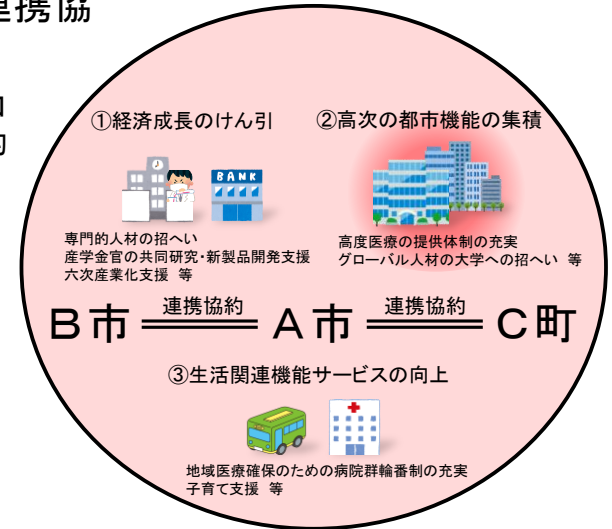 連携協
①経済成長のけん引
②高次の都市機能の集積
BANK
専門的人材の招へい
産学金官の共同研究・新製品開発支援
六次産業化支援 等
高度医療の提供体制の充実
グローバル人材の大学への招へい 等
B市 連携協約 A市 連携協約 C町
③生活関連機能サービスの向上
地域医療確保のための病院群輪番制の充実
子育て支援 等